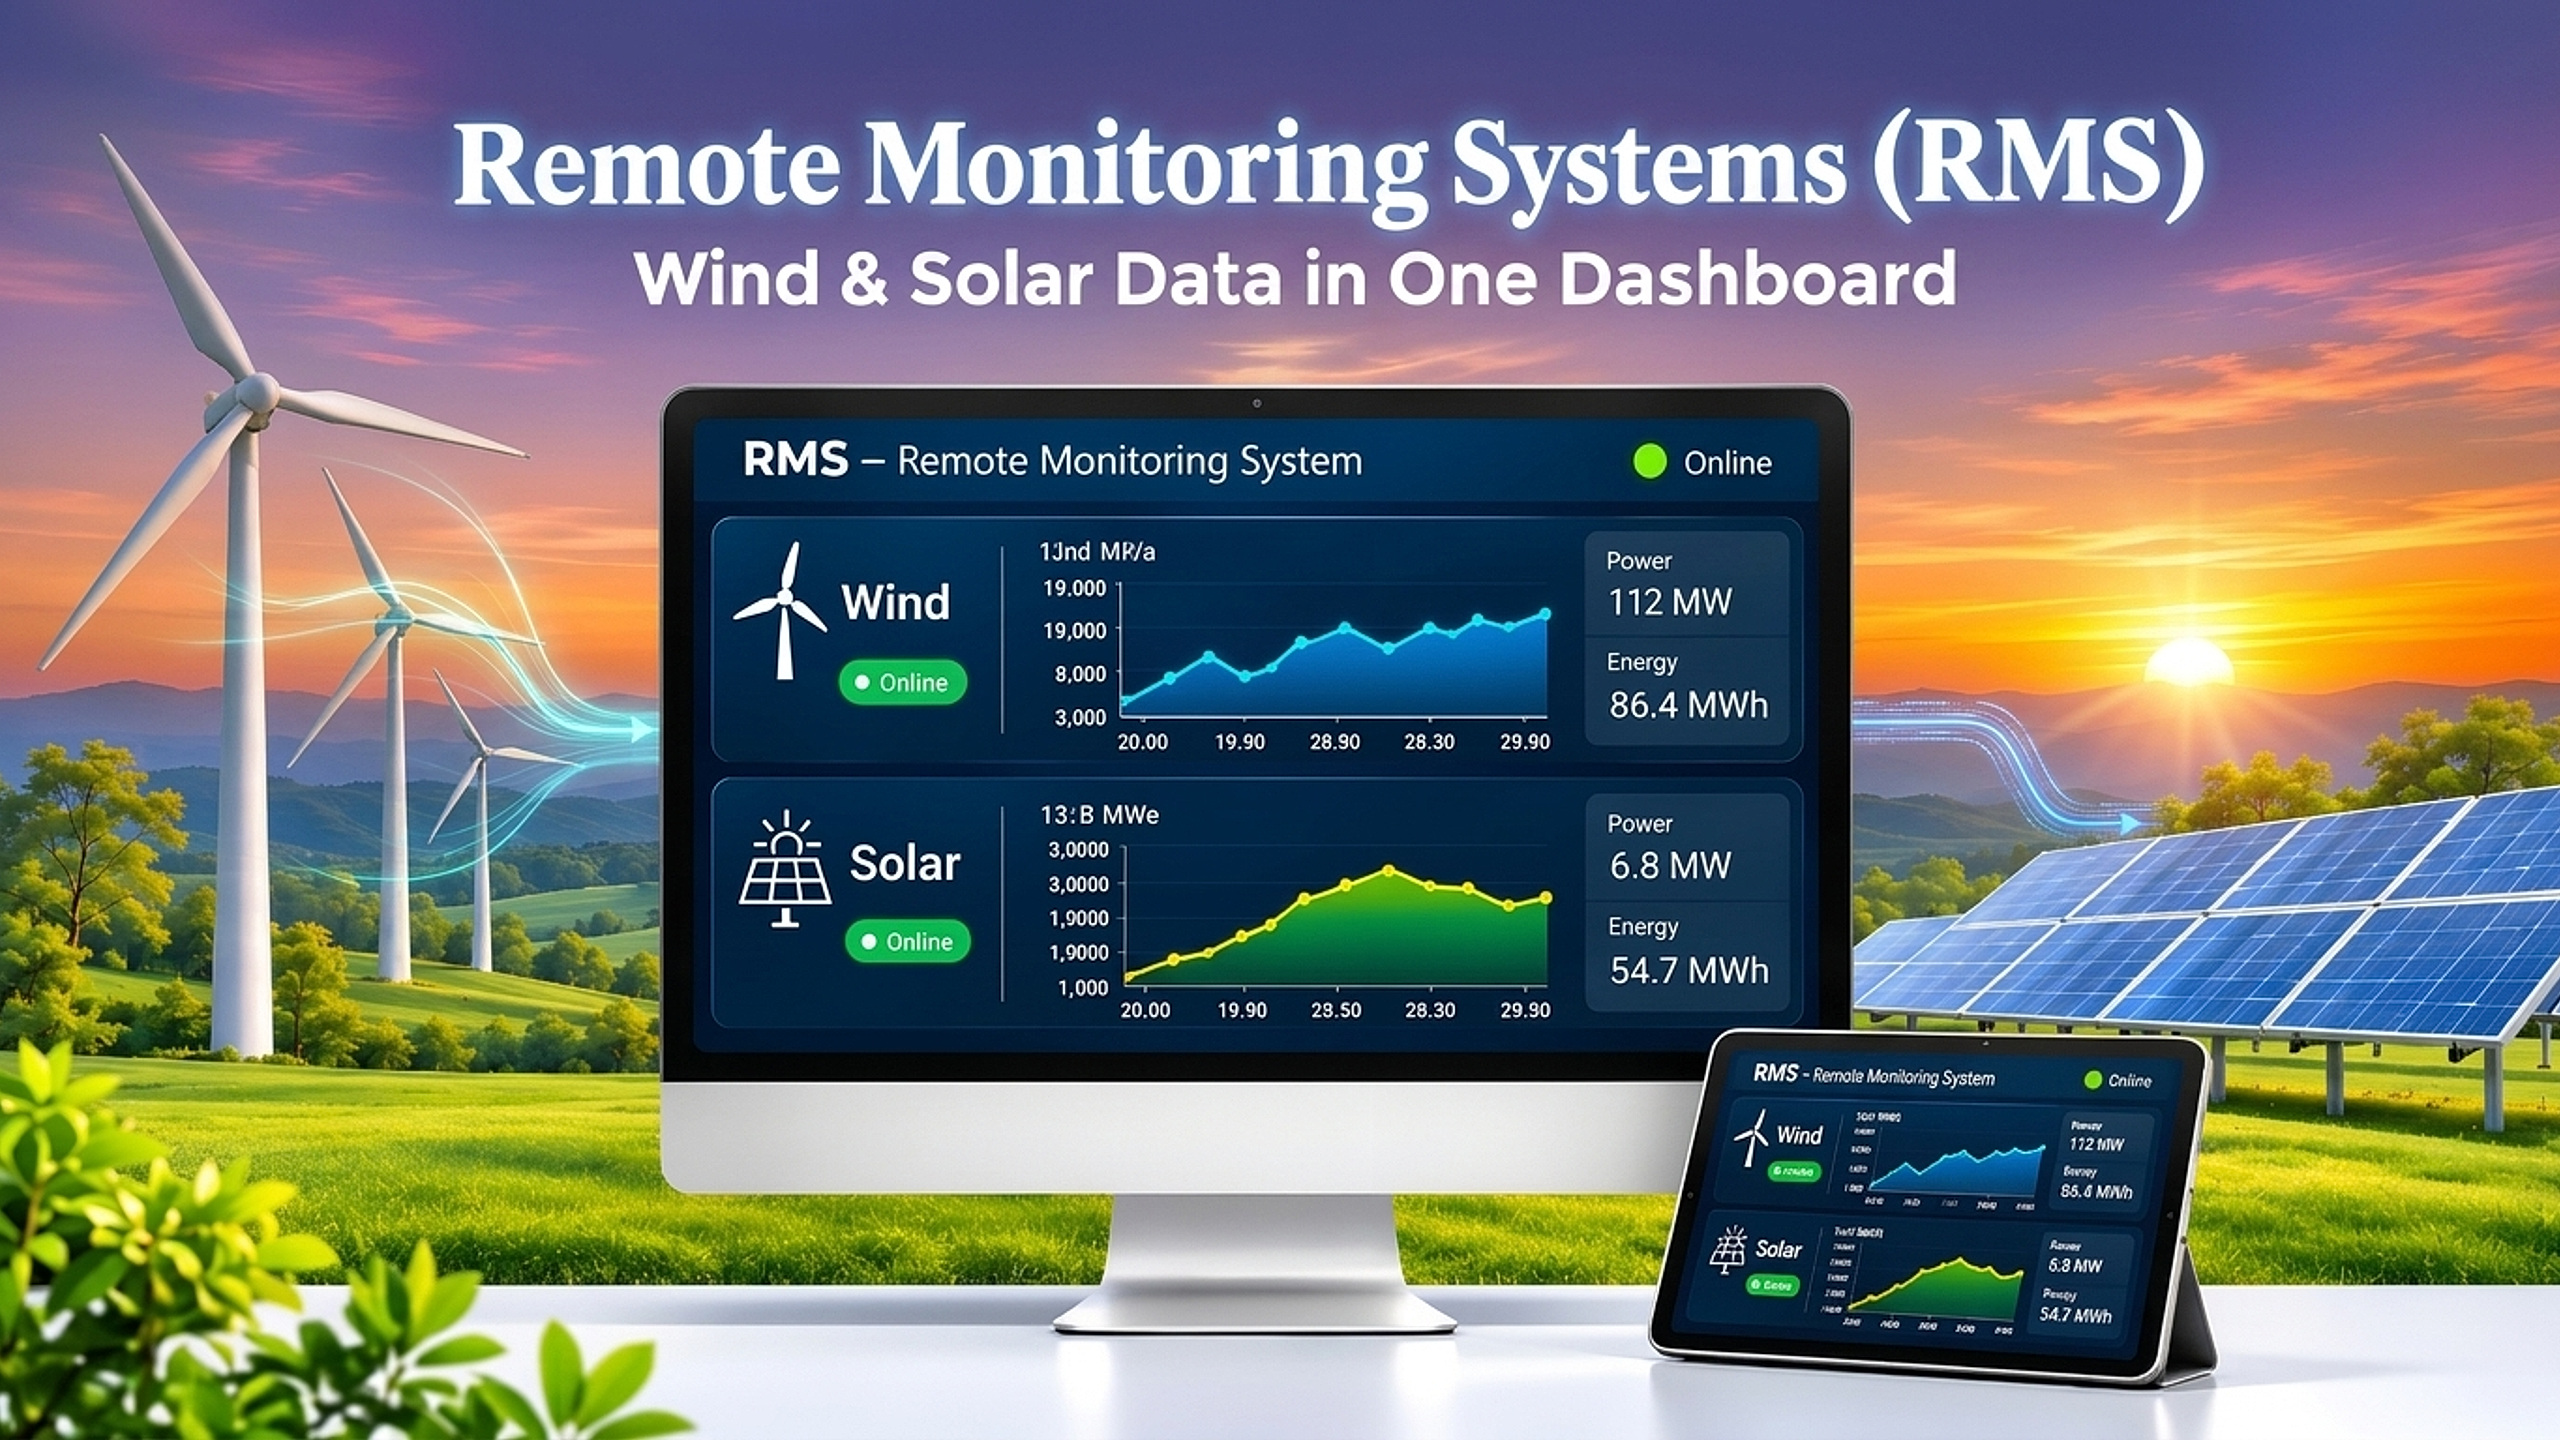 Remote Monitoring Systems (RMS)
Wind & Solar Data in One Dashboard
RMS – Remote Monitoring System
Online
Wind
Online
19.000
19,000
8,000
3,000
20.00 19.90 28.90 28.30 29.90
Power
112 MW
Energy
86.4 MWh
Solar
Online
13:B MWe
3,0000
3,0000
1,9000
1,9000
1,000
20.00 19.90 28.50 28.30 29.90
Power
6.8 MW
Energy
54.7 MWh
RMS - Remote Monitoring System
Online
Wind
112 MW
Solar
6.8 MW
54.7 MWh